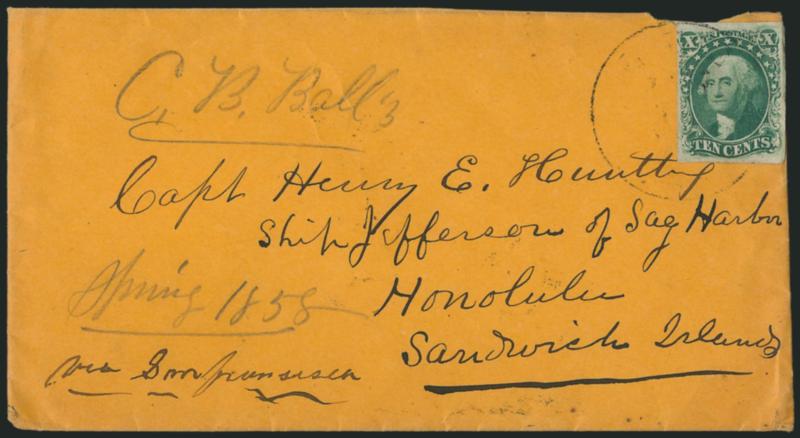 C. B. Ball's
X U.S. POSTAGE X
TEN CENTS
Capt Henry E. Huntting
Ship Jefferson of Sag Harbor
Spring 1858
Honolulu
Sandwich Islands
via San fransisca